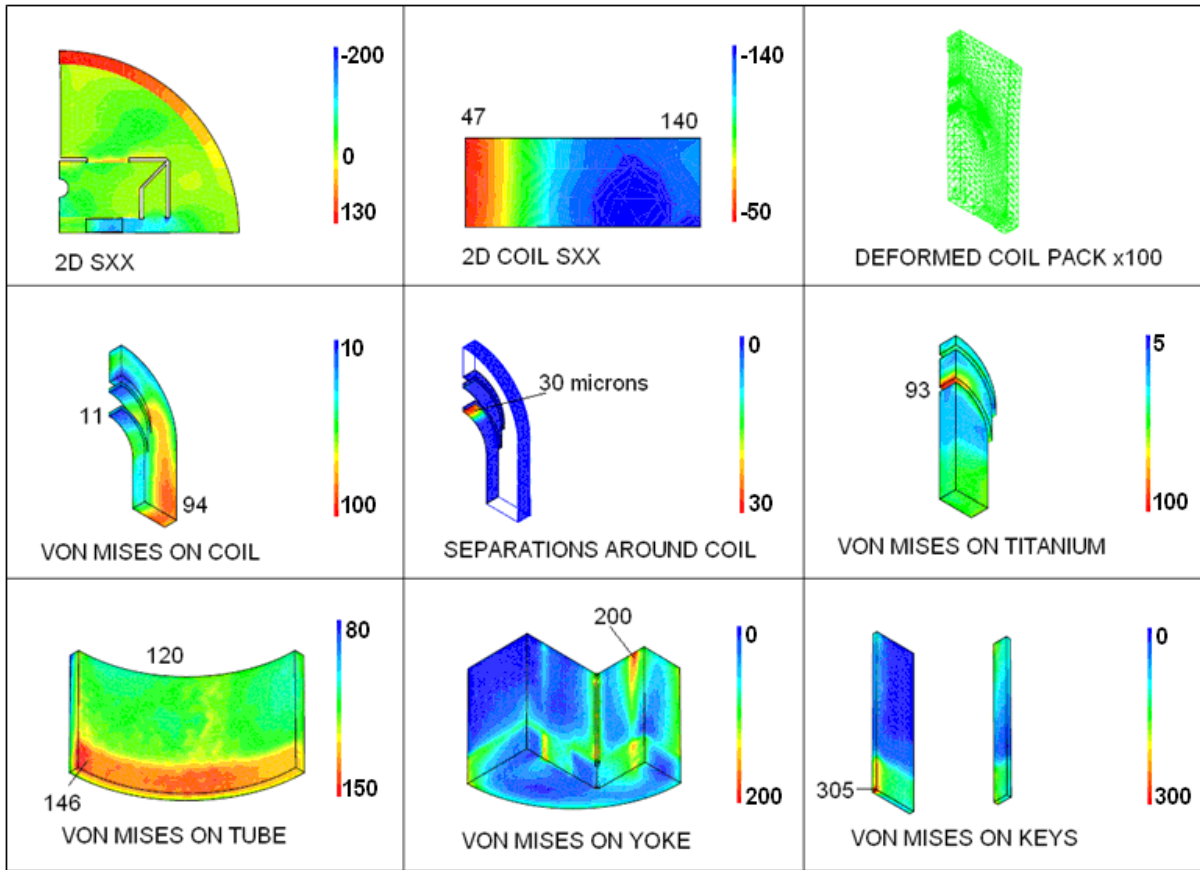 -200
0
130
2D SXX
47
140
-140
-50
2D COIL SXX
DEFORMED COIL PACK x100
11
94
10
100
VON MISES ON COIL
30 microns
0
30
SEPARATIONS AROUND COIL
93
5
100
VON MISES ON TITANIUM
120
146
80
150
VON MISES ON TUBE
200
0
200
VON MISES ON YOKE
305
0
300
VON MISES ON KEYS